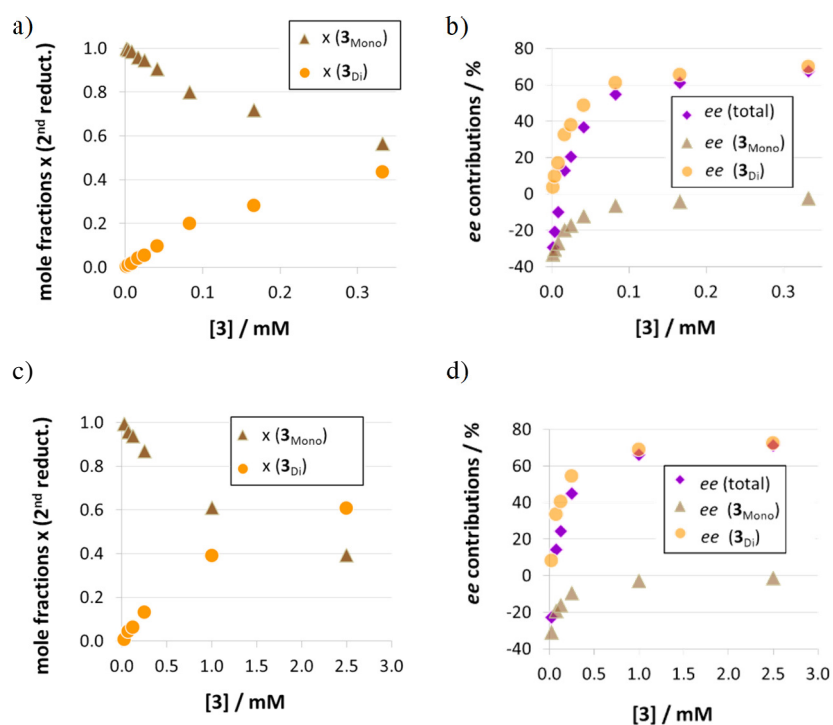 a)
mole fractions x (2nd reduct.)
1.0
0.8
0.6
0.4
0.2
0.0
x (3Mono)
x (3Di)
0.0 0.1 0.2 0.3
[3] / mM
b)
ee contributions / %
80
60
40
20
0
-20
-40
ee (total)
ee (3Mono)
ee (3Di)
0.0 0.1 0.2 0.3
[3] / mM
c)
mole fractions x (2nd reduct.)
1.0
0.8
0.6
0.4
0.2
0.0
x (3Mono)
x (3Di)
0.0 0.5 1.0 1.5 2.0 2.5 3.0
[3] / mM
d)
ee contributions / %
80
60
40
20
0
-20
-40
ee (total)
ee (3Mono)
ee (3Di)
0.0 0.5 1.0 1.5 2.0 2.5 3.0
[3] / mM